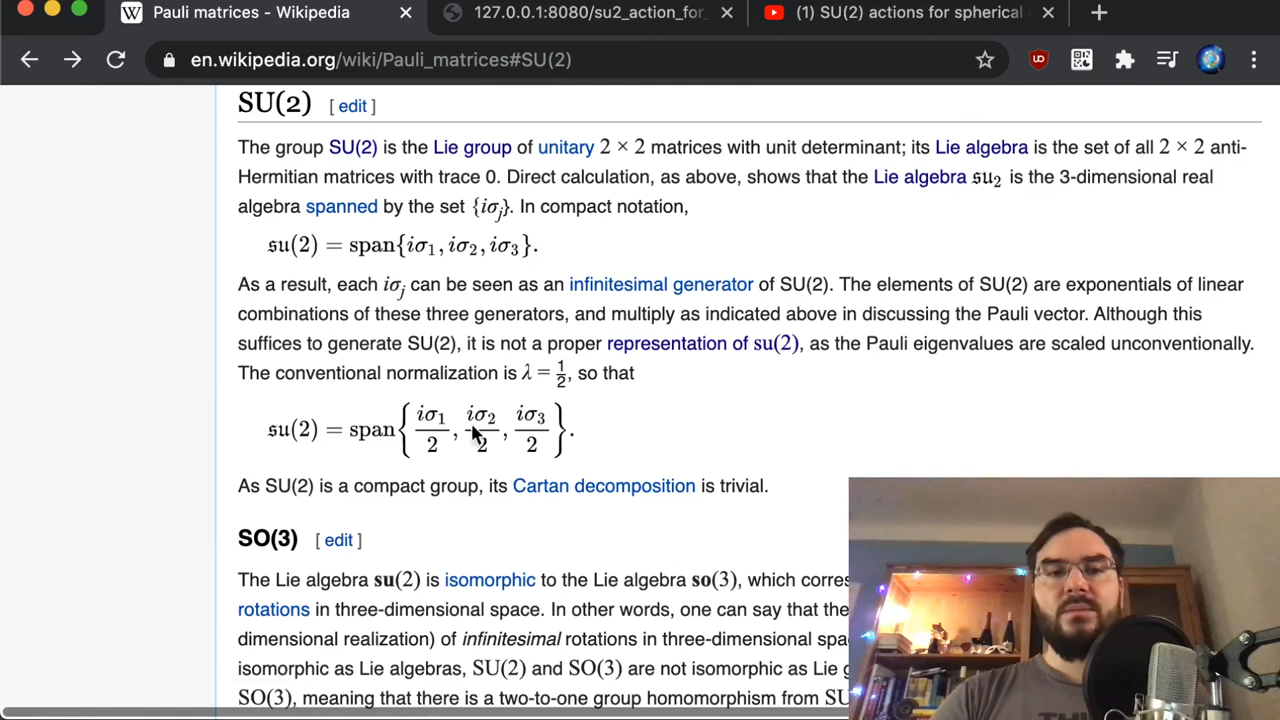 Pauli matrices - Wikipedia
127.0.0.1:8080/su2_action_for_
(1) SU(2) actions for spherical
en.wikipedia.org/wiki/Pauli_matrices#SU(2)
SU(2) [ edit ]
The group SU(2) is the Lie group of unitary 2 × 2 matrices with unit determinant; its Lie algebra is the set of all 2 × 2 anti-
Hermitian matrices with trace 0. Direct calculation, as above, shows that the Lie algebra 𝔰𝔲₂ is the 3-dimensional real
algebra spanned by the set {iσⱼ}. In compact notation,
𝔰𝔲(2) = span{iσ₁, iσ₂, iσ₃}.
As a result, each iσⱼ can be seen as an infinitesimal generator of SU(2). The elements of SU(2) are exponentials of linear
combinations of these three generators, and multiply as indicated above in discussing the Pauli vector. Although this
suffices to generate SU(2), it is not a proper representation of su(2), as the Pauli eigenvalues are scaled unconventionally.
The conventional normalization is λ = 1/2, so that
𝔰𝔲(2) = span{iσ₁/2, iσ₂/2, iσ₃/2}.
As SU(2) is a compact group, its Cartan decomposition is trivial.
SO(3) [ edit ]
The Lie algebra su(2) is isomorphic to the Lie algebra so(3), which corres
rotations in three-dimensional space. In other words, one can say that the
dimensional realization) of infinitesimal rotations in three-dimensional spa
isomorphic as Lie algebras, SU(2) and SO(3) are not isomorphic as Lie g
SO(3), meaning that there is a two-to-one group homomorphism from SU